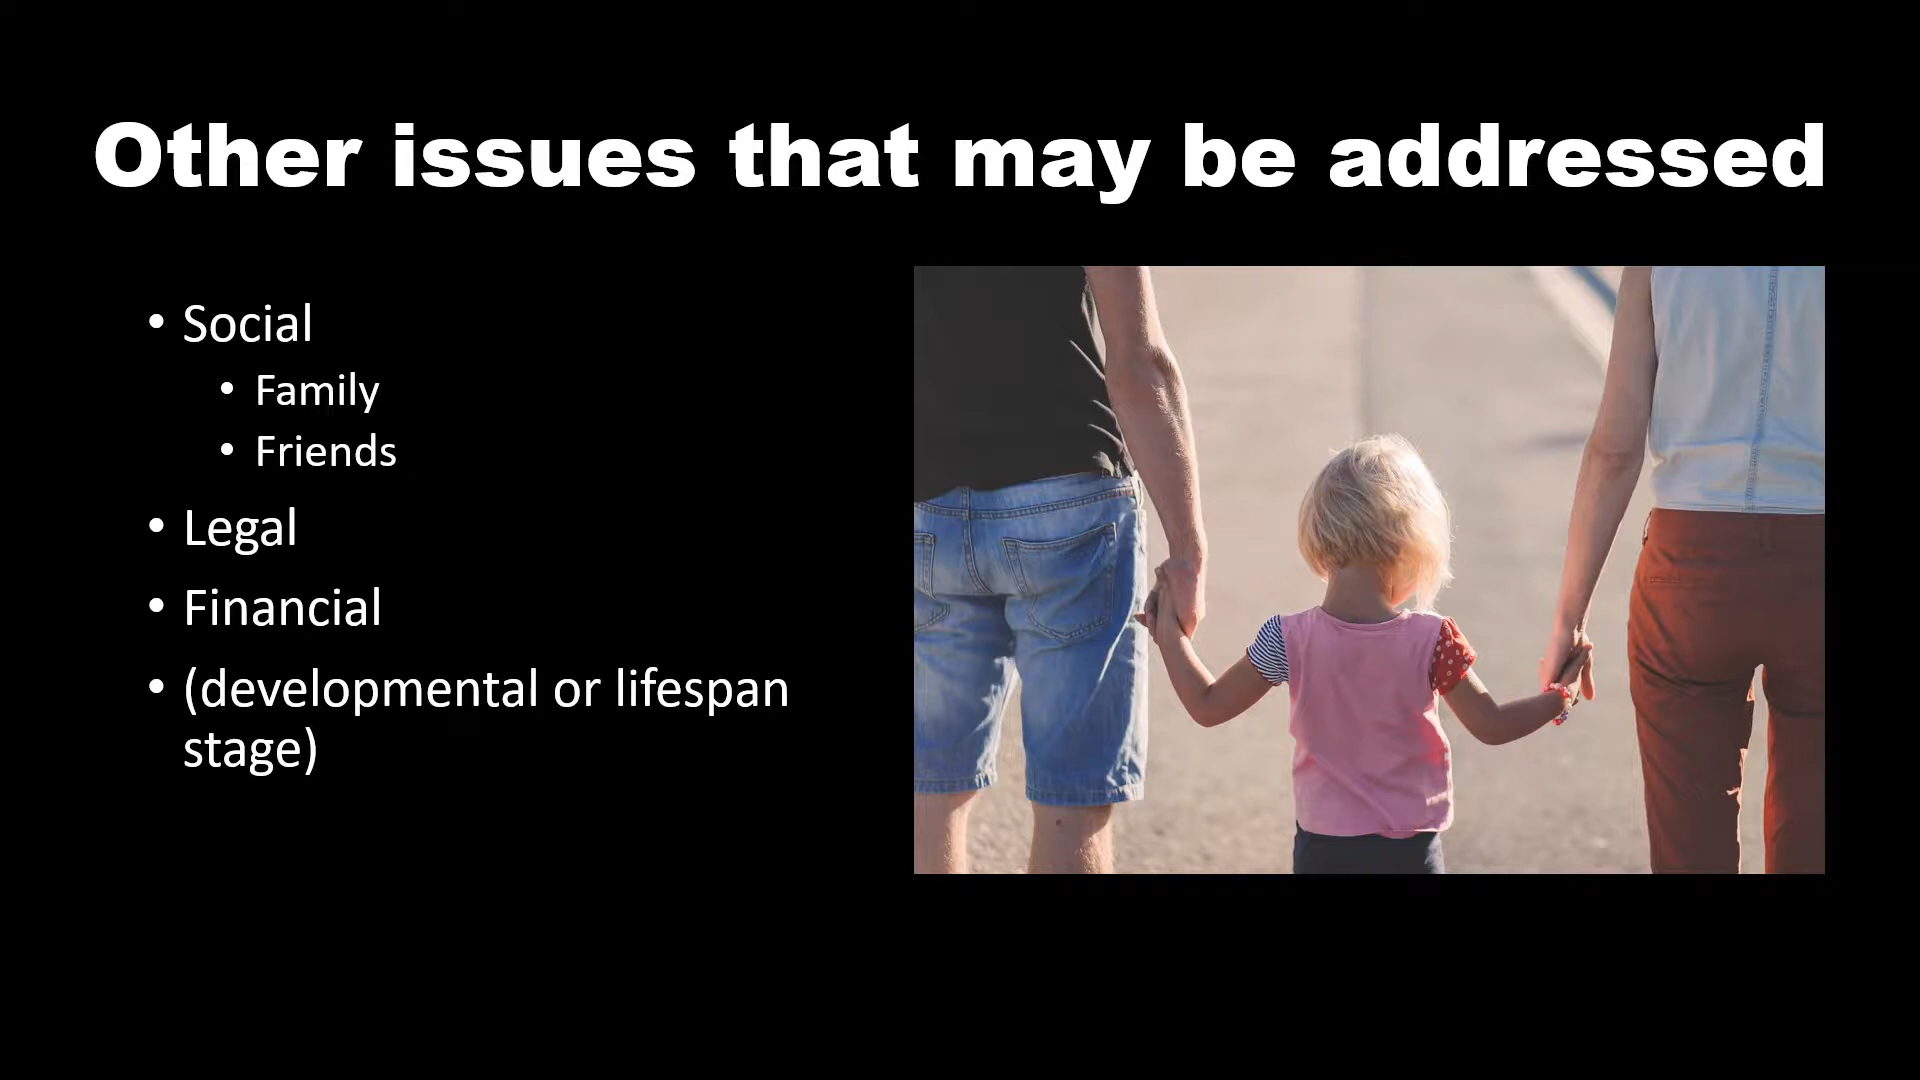 Other issues that may be addressed
• Social
• Family
• Friends
• Legal
• Financial
• (developmental or lifespan
stage)